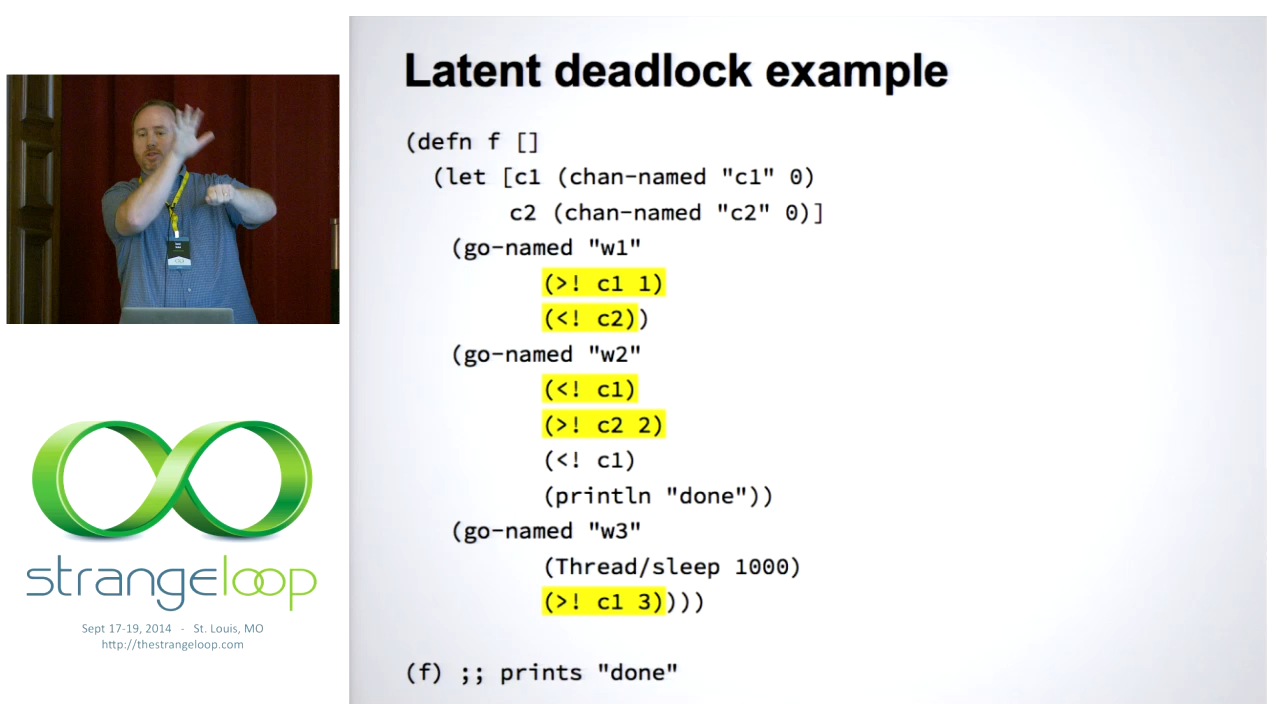 Latent deadlock example
(defn f []
(let [c1 (chan-named "c1" 0)
c2 (chan-named "c2" 0)]
(go-named "w1"
(>! c1 1)
(<! c2))
(go-named "w2"
(<! c1)
(>! c2 2)
(<! c1)
(println "done"))
(go-named "w3"
(Thread/sleep 1000)
(>! c1 3))))
(f) ;; prints "done"
strangeloop
Sept 17-19, 2014 - St. Louis, MO
http://thestrangeloop.com